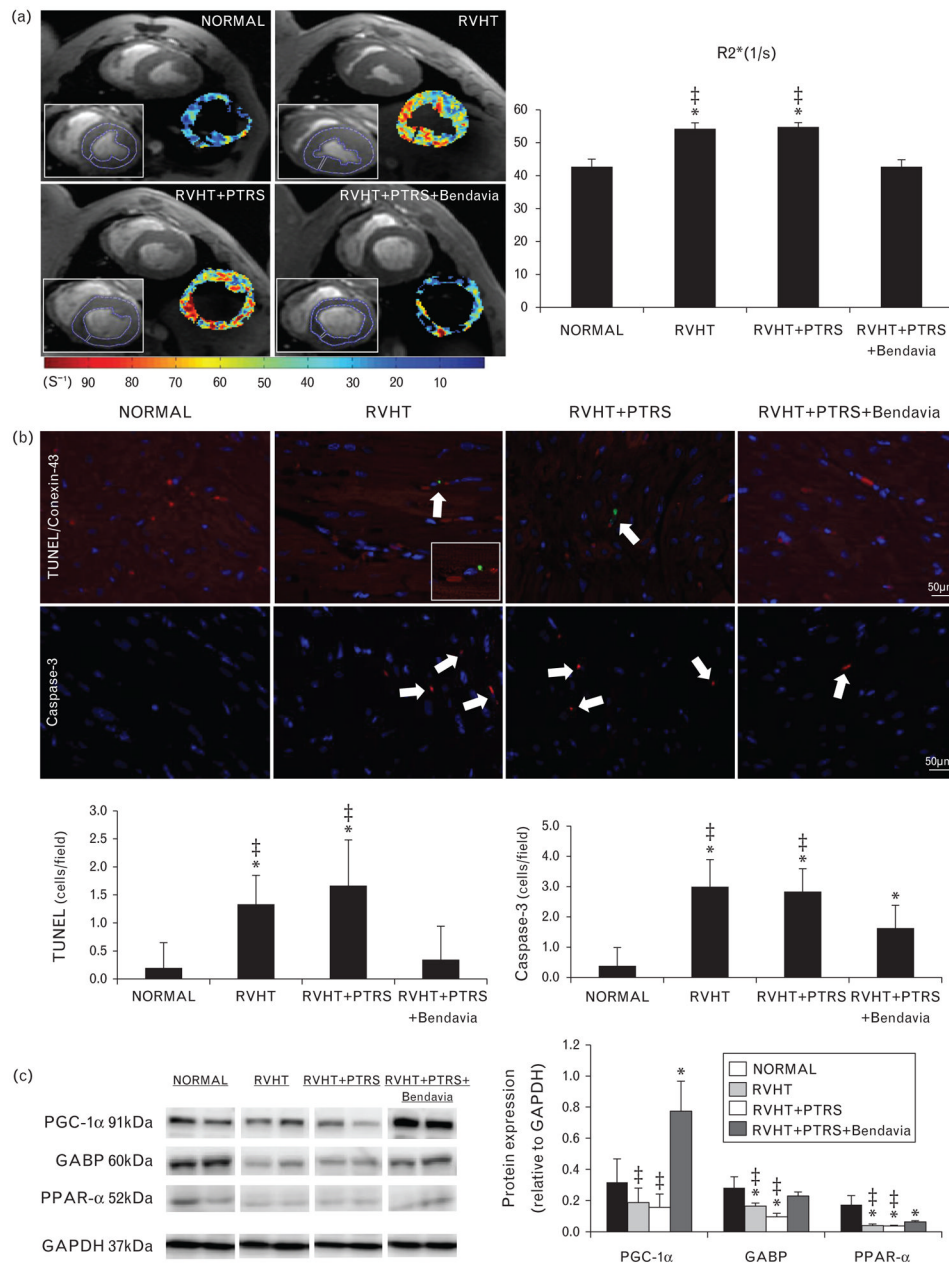 (a)
NORMAL
RVHT
RVHT+PTRS
RVHT+PTRS+Bendavia
(S⁻¹) 90 80 70 60 50 40 30 20 10
R2*(1/s)
60
50
40
30
20
10
0
*‡‡
*‡‡
NORMAL RVHT RVHT+PTRS RVHT+PTRS
+Bendavia
NORMAL RVHT RVHT+PTRS RVHT+PTRS+Bendavia
(b)
TUNEL/Conexin-43
50µm
Caspase-3
50µm
TUNEL (cells/field)
3.0
2.5
2.0
1.5
1.0
0.5
0.0
*‡‡
*‡‡
NORMAL RVHT RVHT+PTRS RVHT+PTRS
+Bendavia
Caspase-3 (cells/field)
5.0
4.0
3.0
2.0
1.0
0.0
*‡‡
*‡‡
*
NORMAL RVHT RVHT+PTRS RVHT+PTRS
+Bendavia
(c)
NORMAL RVHT RVHT+PTRS RVHT+PTRS+
Bendavia
PGC-1α 91kDa
GABP 60kDa
PPAR-α 52kDa
GAPDH 37kDa
Protein expression
(relative to GAPDH)
1.2
1.0
0.8
0.6
0.4
0.2
0.0
NORMAL
RVHT
RVHT+PTRS
RVHT+PTRS+Bendavia
‡‡ ‡‡ *
*‡‡ *‡‡
*‡‡ *‡‡ *
PGC-1α GABP PPAR-α